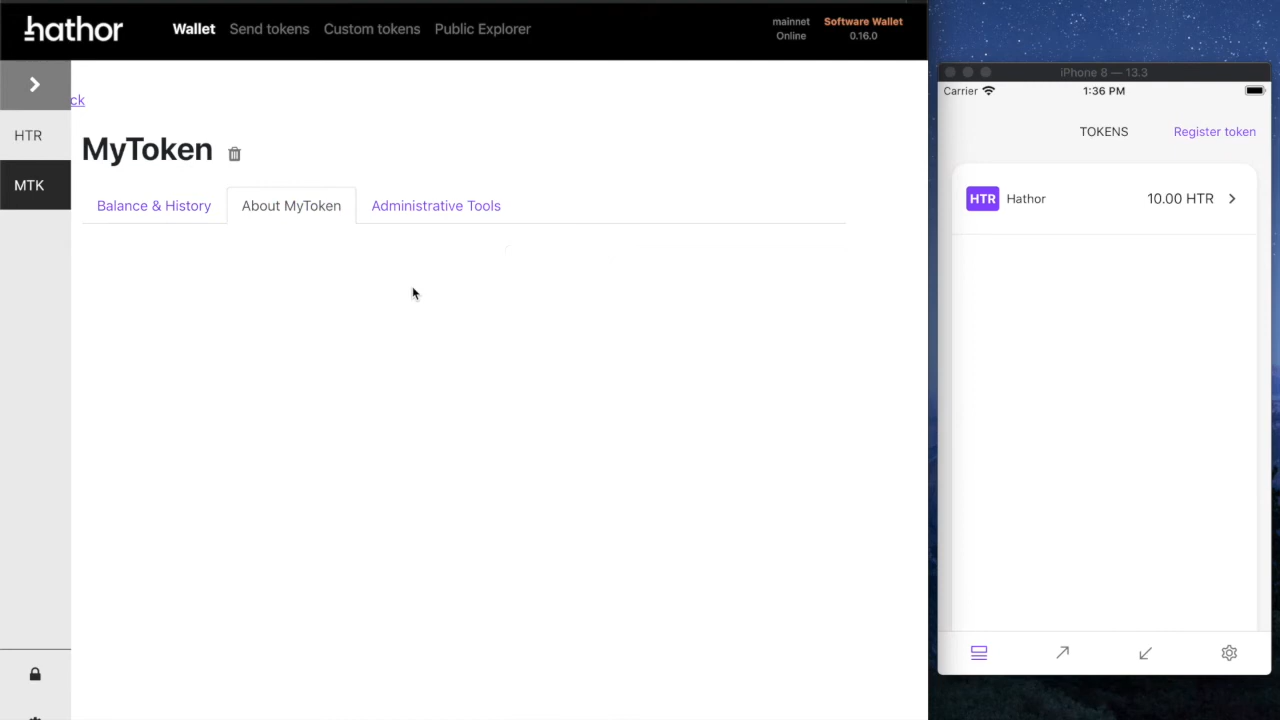 hathor
Wallet Send tokens Custom tokens Public Explorer
mainnet
Online
Software Wallet
0.16.0
ck
HTR
MTK
MyToken
Balance & History About MyToken Administrative Tools
iPhone 8 — 13.3
Carrier 1:36 PM
TOKENS Register token
HTR Hathor 10.00 HTR